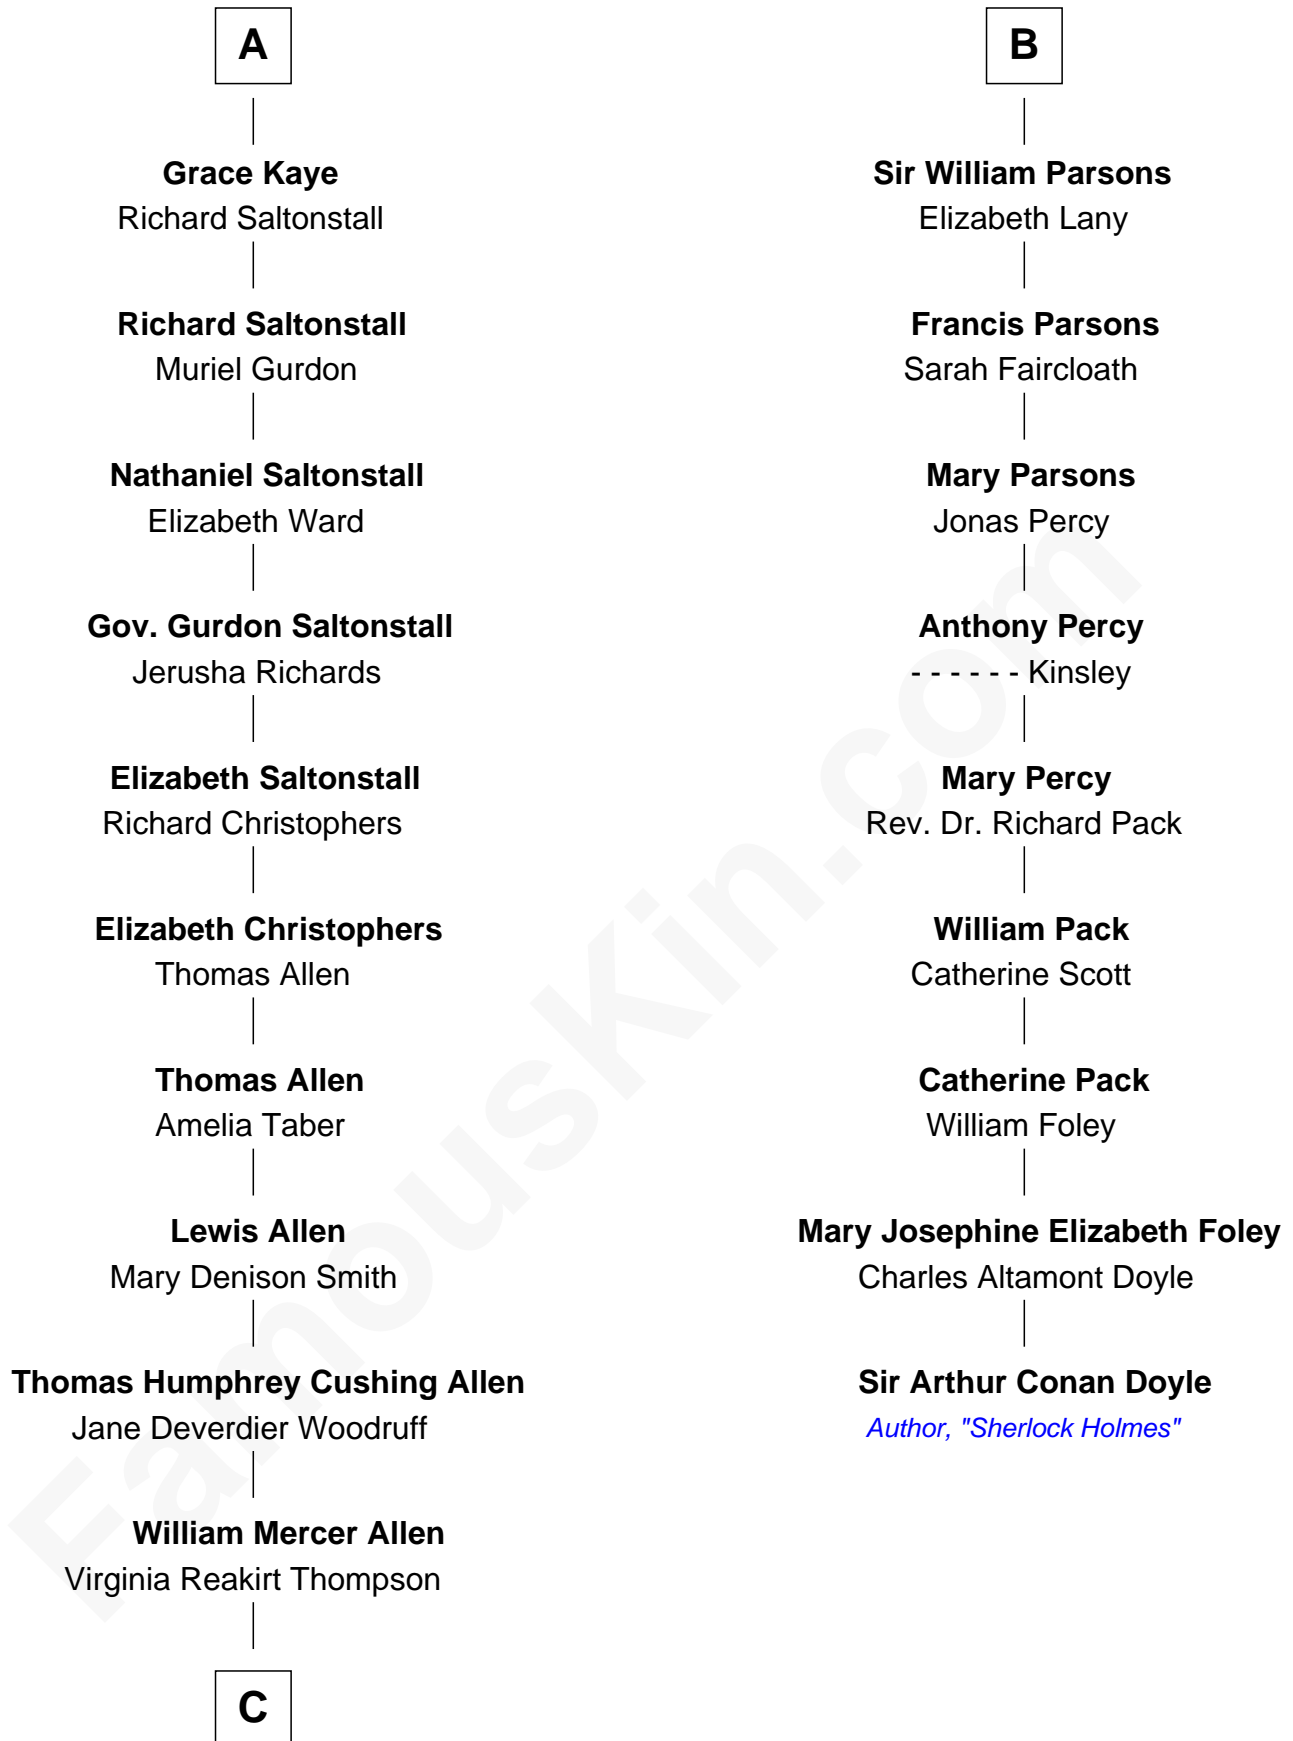 A
Grace Kaye
Richard Saltonstall
Richard Saltonstall
Muriel Gurdon
Nathaniel Saltonstall
Elizabeth Ward
Gov. Gurdon Saltonstall
Jerusha Richards
Elizabeth Saltonstall
Richard Christophers
Elizabeth Christophers
Thomas Allen
Thomas Allen
Amelia Taber
Lewis Allen
Mary Denison Smith
Thomas Humphrey Cushing Allen
Jane Deverdier Woodruff
William Mercer Allen
Virginia Reakirt Thompson
C
B
Sir William Parsons
Elizabeth Lany
Francis Parsons
Sarah Faircloath
Mary Parsons
Jonas Percy
Anthony Percy
- - - - - - Kinsley
Mary Percy
Rev. Dr. Richard Pack
William Pack
Catherine Scott
Catherine Pack
William Foley
Mary Josephine Elizabeth Foley
Charles Altamont Doyle
Sir Arthur Conan Doyle
Author, "Sherlock Holmes"
FamousKin.com